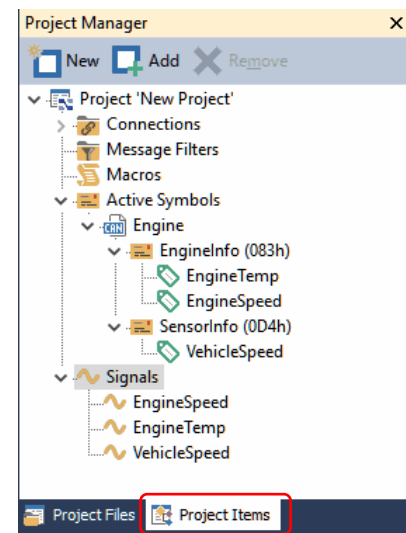 Project Manager
New Add Remove
Project 'New Project'
Connections
Message Filters
Macros
Active Symbols
CAN Engine
EngineInfo (083h)
EngineTemp
EngineSpeed
SensorInfo (0D4h)
VehicleSpeed
Signals
EngineSpeed
EngineTemp
VehicleSpeed
Project Files Project Items